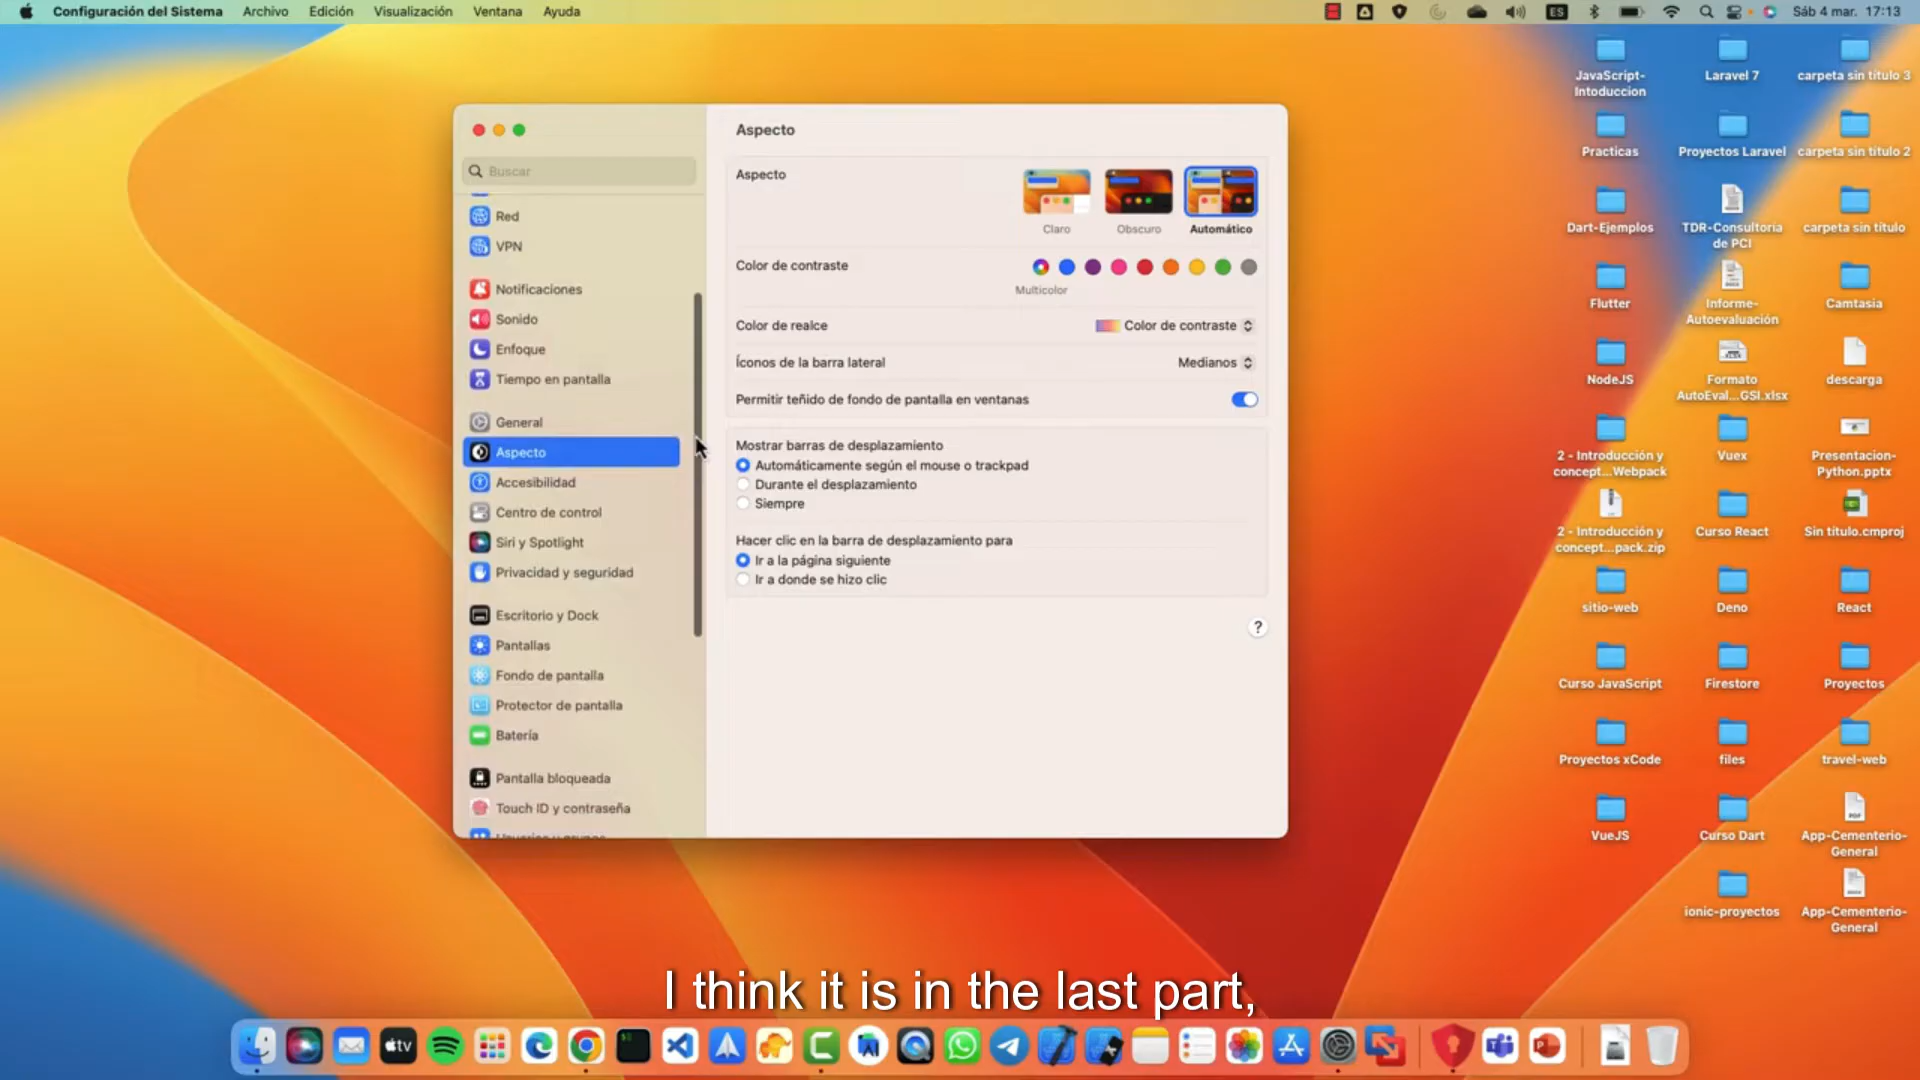 Configuración del Sistema Archivo Edición Visualización Ventana Ayuda
ES Sáb 4 mar. 17:13
Buscar
Red
VPN
Notificaciones
Sonido
Enfoque
Tiempo en pantalla
General
Aspecto
Accesibilidad
Centro de control
Siri y Spotlight
Privacidad y seguridad
Escritorio y Dock
Pantallas
Fondo de pantalla
Protector de pantalla
Batería
Pantalla bloqueada
Touch ID y contraseña
Aspecto
Aspecto
Claro Obscuro Automático
Color de contraste
Multicolor
Color de realce Color de contraste
Íconos de la barra lateral Medianos
Permitir teñido de fondo de pantalla en ventanas
Mostrar barras de desplazamiento
Automáticamente según el mouse o trackpad
Durante el desplazamiento
Siempre
Hacer clic en la barra de desplazamiento para
Ir a la página siguiente
Ir a donde se hizo clic
?
JavaScript-
Intoduccion
Laravel 7
carpeta sin título 3
Practicas
Proyectos Laravel
carpeta sin título 2
Dart-Ejemplos
TDR-Consultoria
de PCI
carpeta sin título
Flutter
Informe-
Autoevaluación
Camtasia
NodeJS
Formato
AutoEval...GSI.xlsx
descarga
2 - Introducción y
concept...Webpack
Vuex
Presentacion-
Python.pptx
2 - Introducción y
concept...pack.zip
Curso React
Sin título.cmproj
sitio-web
Deno
React
Curso JavaScript
Firestore
Proyectos
Proyectos xCode
files
travel-web
VueJS
Curso Dart
App-Cementerio-
General
ionic-proyectos
App-Cementerio-
General
I think it is in the last part,
tv